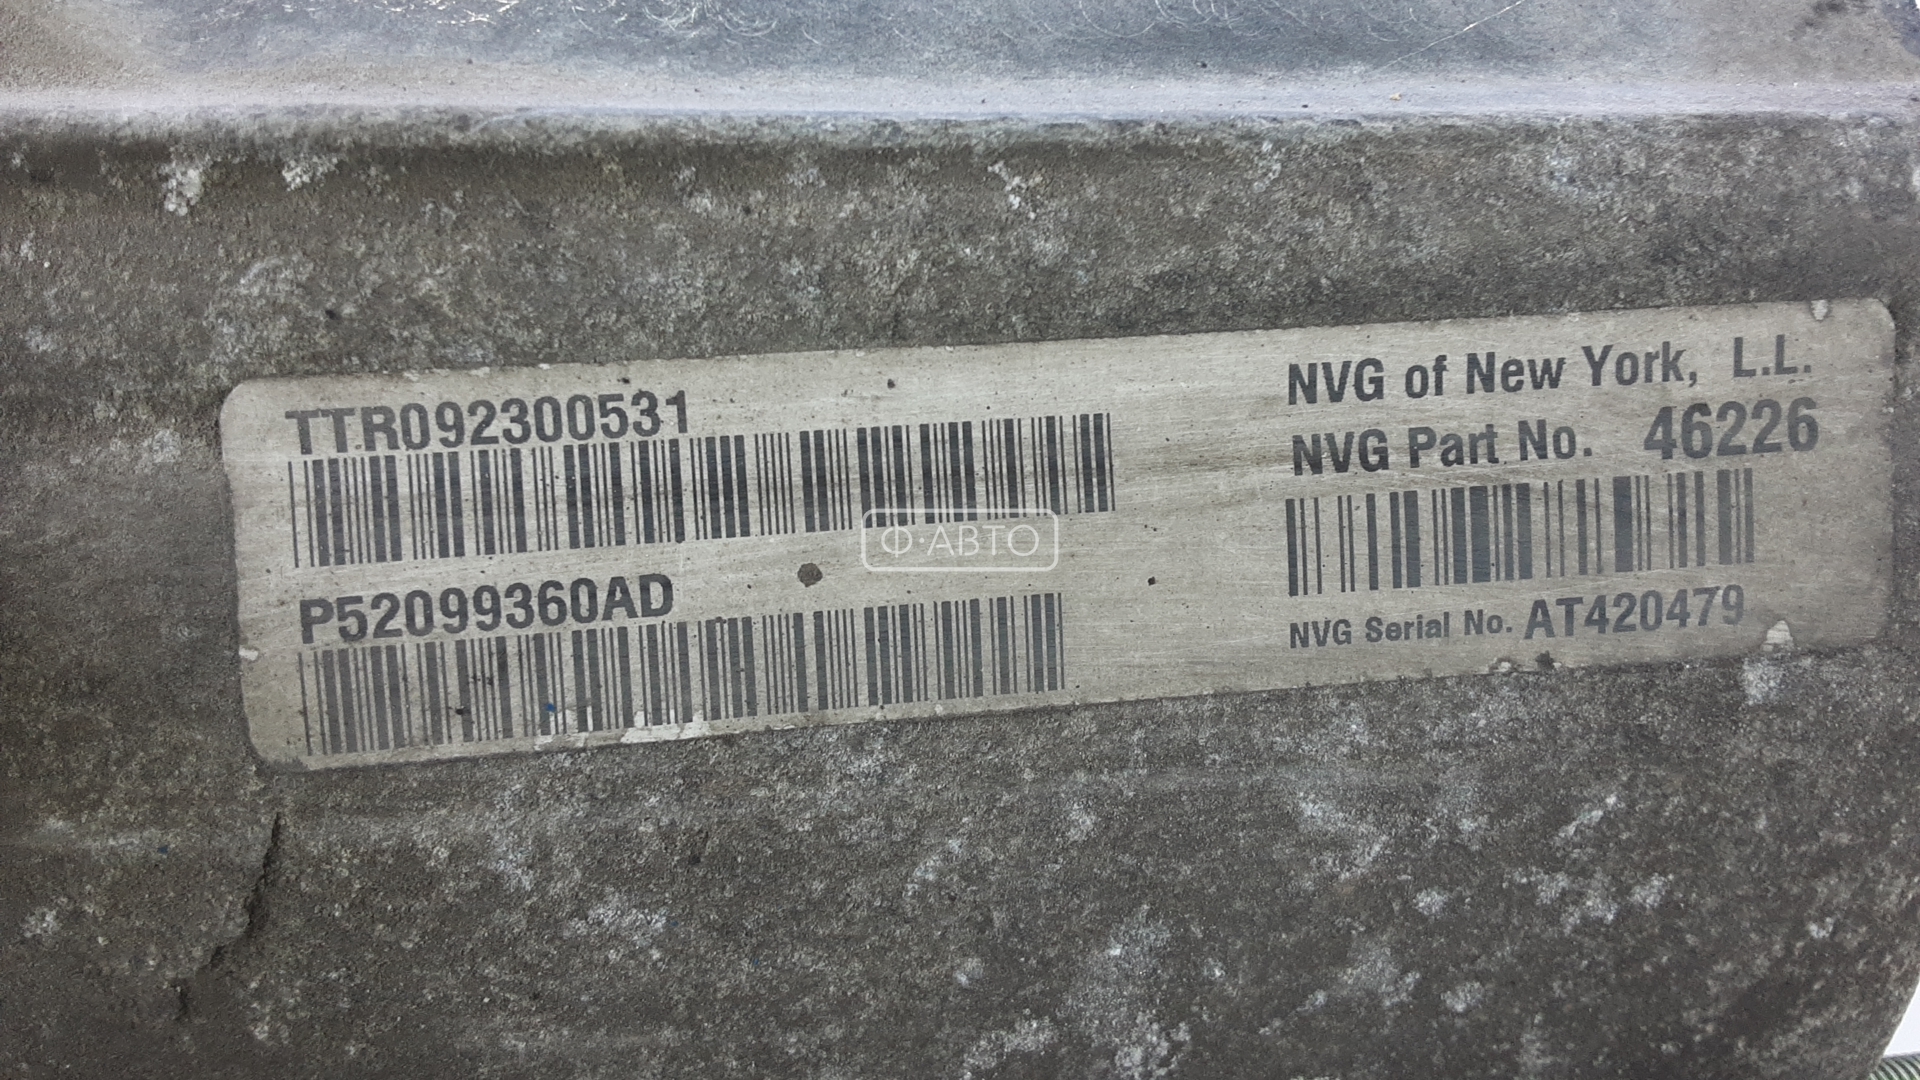 TTR092300531
P52099360AD
NVG of New York, L.L.
NVG Part No. 46226
NVG Serial No. AT420479
Ф·АВТО